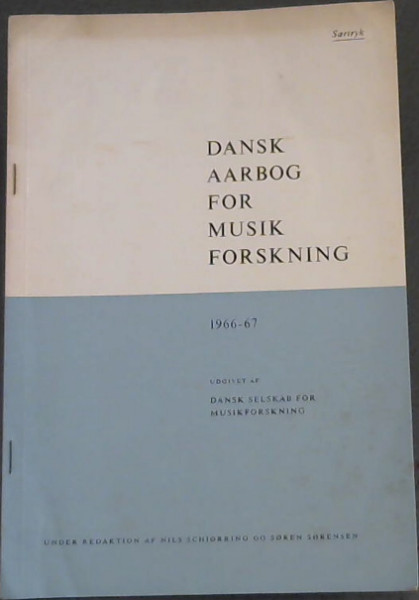 Særtryk
DANSK
AARBOG
FOR
MUSIK
FORSKNING
1966-67
UDGIVET AF
DANSK SELSKAB FOR
MUSIKFORSKNING
UNDER REDAKTION AF NILS SCHIØRRING OG SØREN SØRENSEN